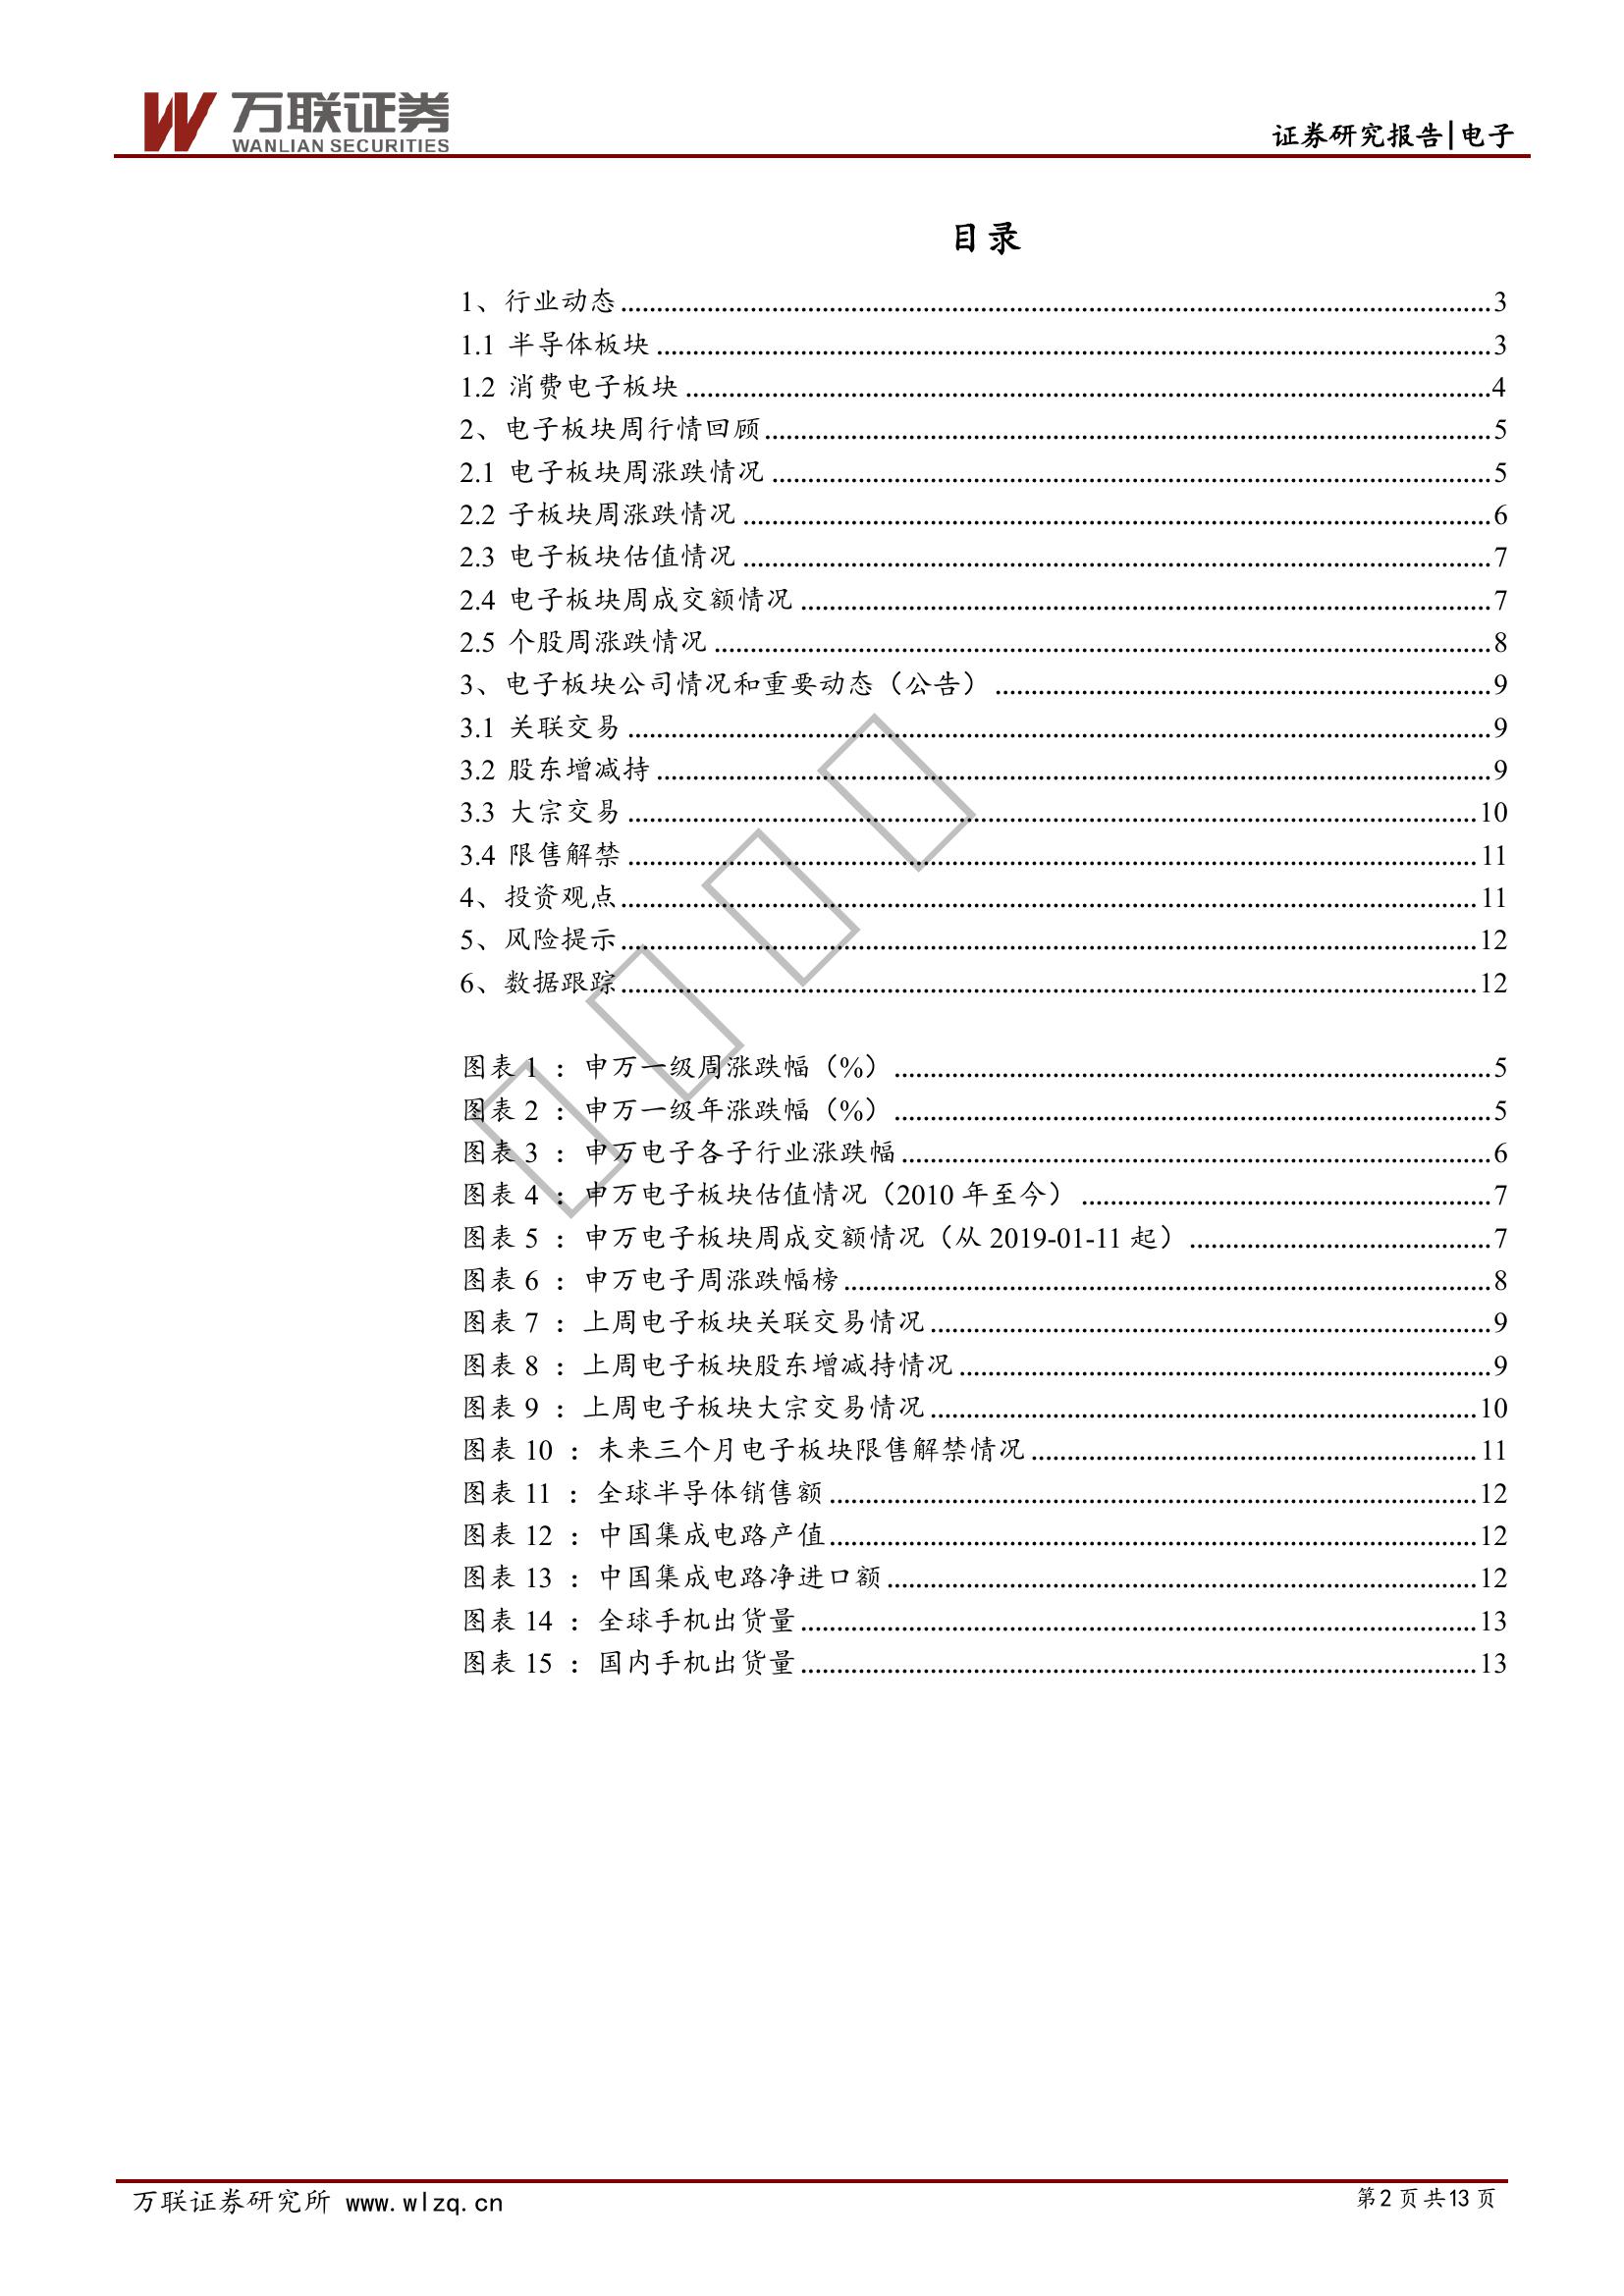 万联证券
WANLIAN SECURITIES
证券研究报告|电子
目录
1、行业动态..........3
1.1 半导体板块..........3
1.2 消费电子板块..........4
2、电子板块周行情回顾..........5
2.1 电子板块周涨跌情况..........5
2.2 子板块周涨跌情况..........6
2.3 电子板块估值情况..........7
2.4 电子板块周成交额情况..........7
2.5 个股周涨跌情况..........8
3、电子板块公司情况和重要动态（公告）..........9
3.1 关联交易..........9
3.2 股东增减持..........9
3.3 大宗交易..........10
3.4 限售解禁..........11
4、投资观点..........11
5、风险提示..........12
6、数据跟踪..........12
图表 1 ：申万一级周涨跌幅（%）..........5
图表 2 ：申万一级年涨跌幅（%）..........5
图表 3 ：申万电子各子行业涨跌幅..........6
图表 4 ：申万电子板块估值情况（2010 年至今）..........7
图表 5 ：申万电子板块周成交额情况（从 2019-01-11 起）..........7
图表 6 ：申万电子周涨跌幅榜..........8
图表 7 ：上周电子板块关联交易情况..........9
图表 8 ：上周电子板块股东增减持情况..........9
图表 9 ：上周电子板块大宗交易情况..........10
图表 10 ：未来三个月电子板块限售解禁情况..........11
图表 11 ：全球半导体销售额..........12
图表 12 ：中国集成电路产值..........12
图表 13 ：中国集成电路净进口额..........12
图表 14 ：全球手机出货量..........13
图表 15 ：国内手机出货量..........13
万联证券研究所 www.wlzq.cn
第2页共13页